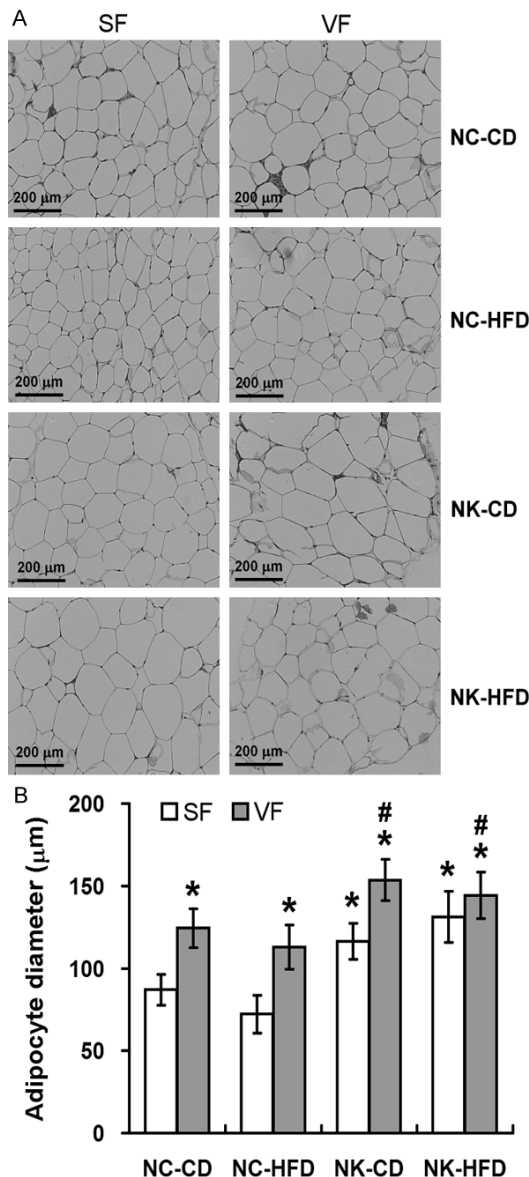 A
SF VF
200 μm 200 μm NC-CD
200 μm 200 μm NC-HFD
200 μm 200 μm NK-CD
200 μm 200 μm NK-HFD
B
Adipocyte diameter (μm)
200
150
100
50
0
SF VF
# #
* * * * * *
NC-CD NC-HFD NK-CD NK-HFD